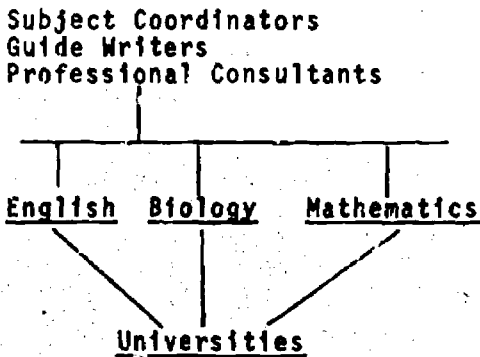 Subject Coordinators
Guide Writers
Professional Consultants
English Biology Mathematics
Universities